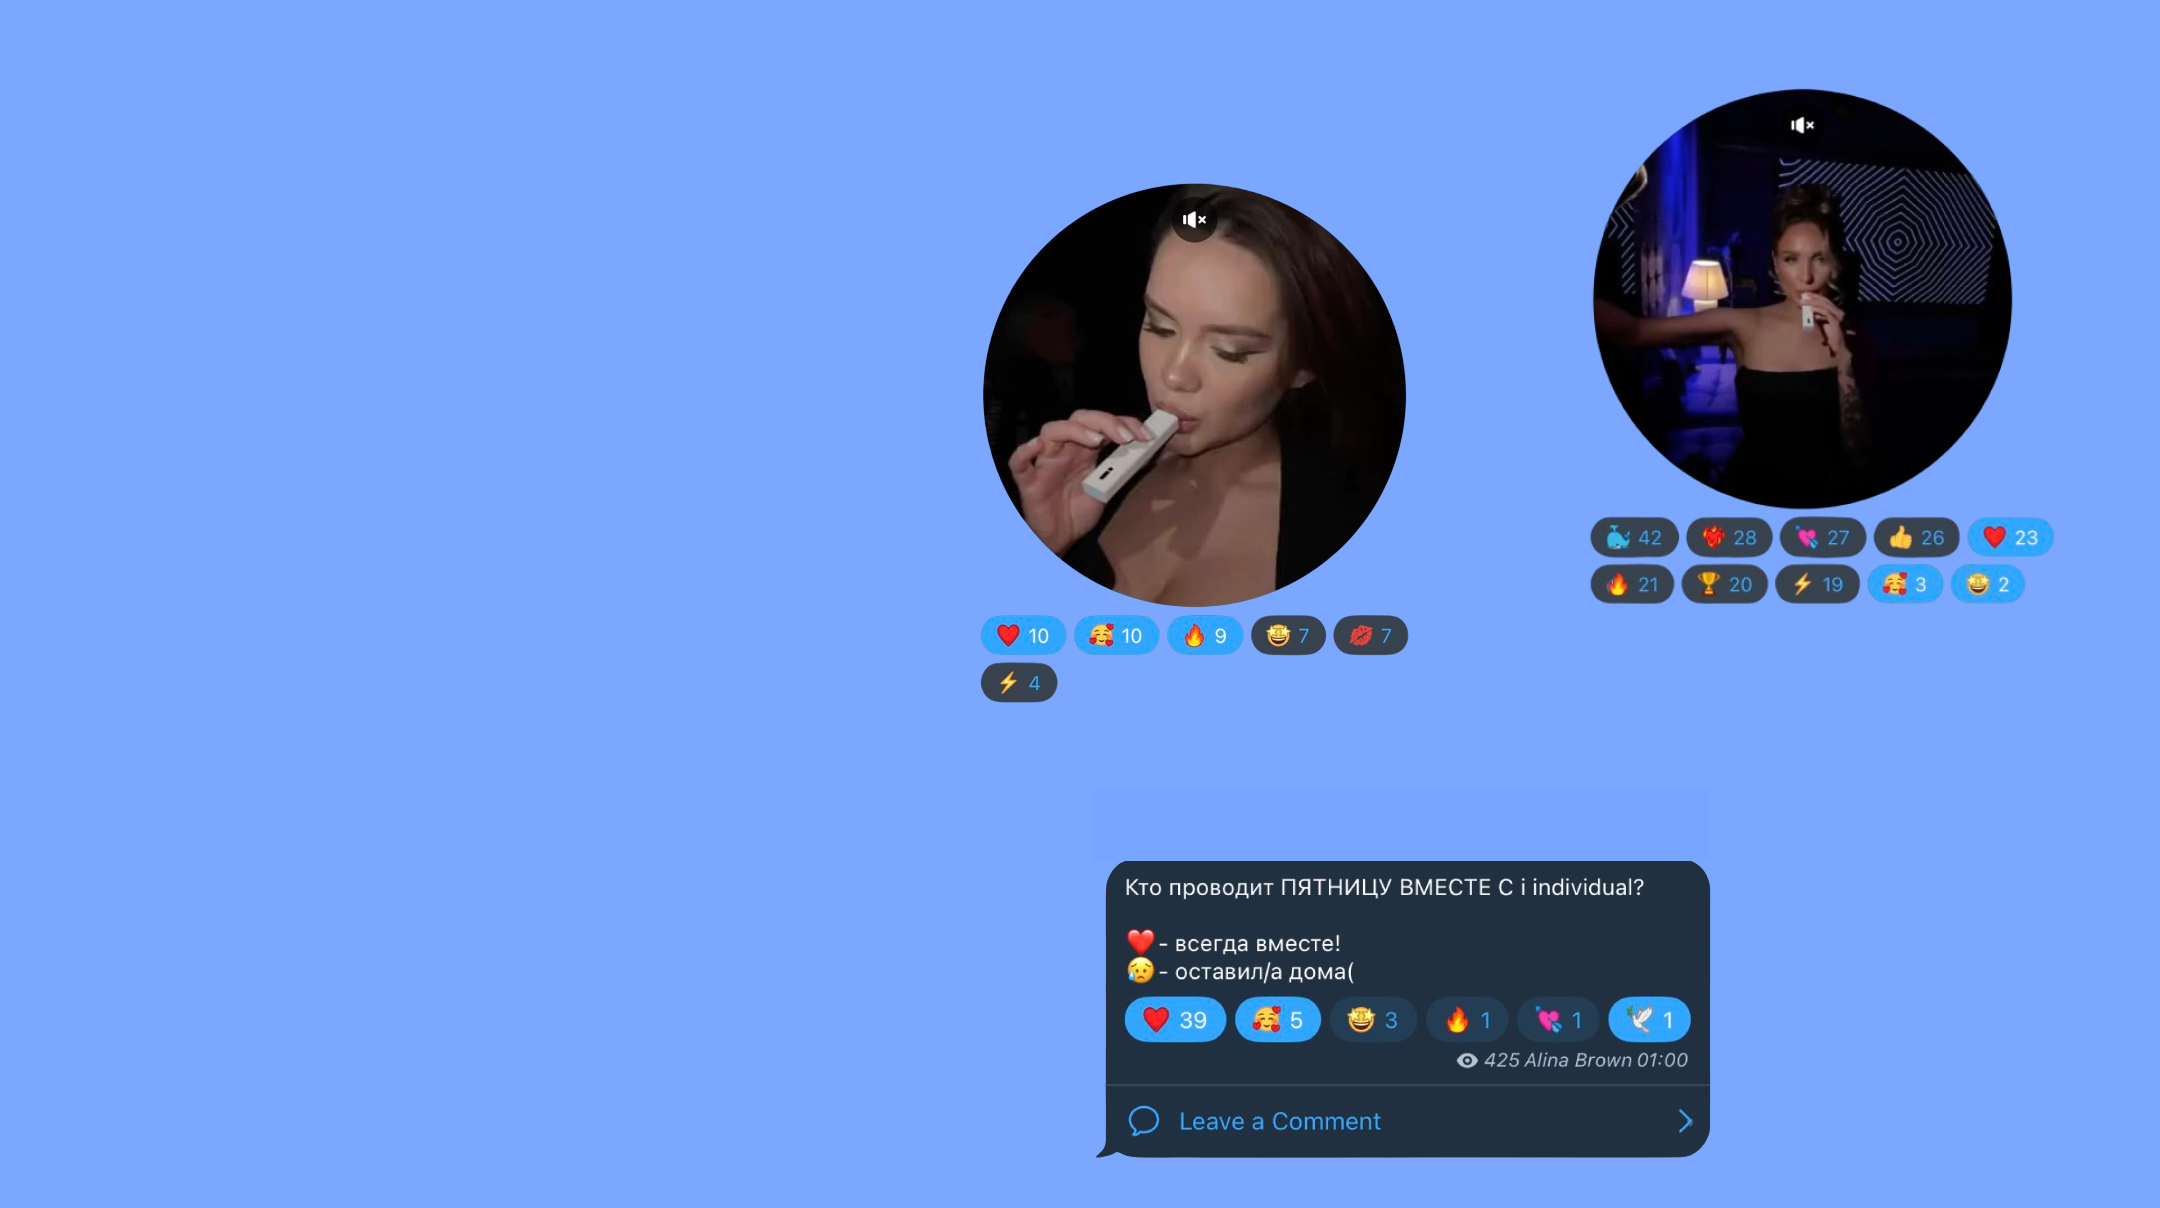 42 28 27 26 23
21 20 19 3 2
10 10 9 7 7
4
Кто проводит ПЯТНИЦУ ВМЕСТЕ С i individual?
❤️- всегда вместе!
😥- оставил/а дома(
39 5 3 1 1 1
425 Alina Brown 01:00
Leave a Comment